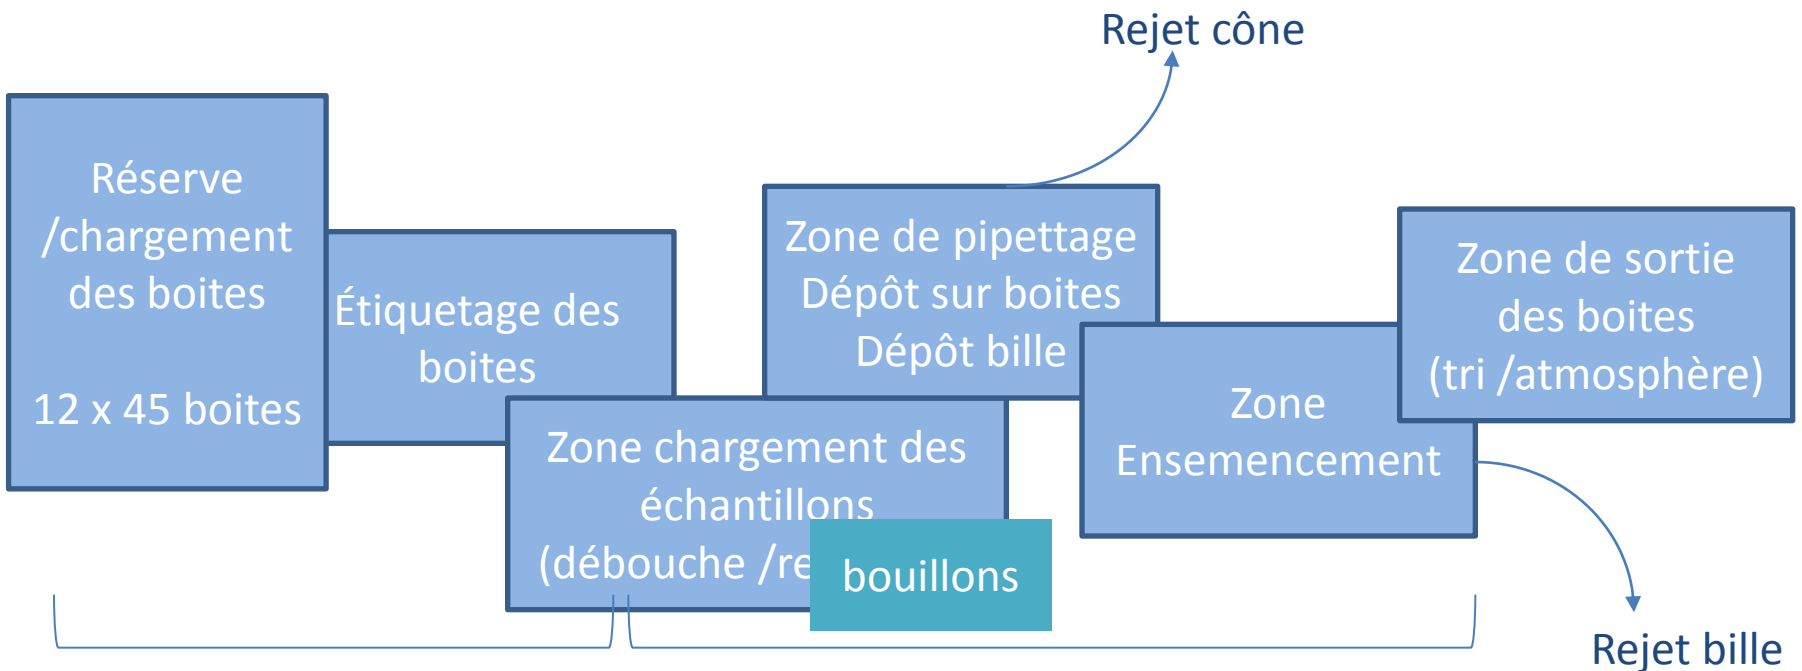 Rejet cône
Réserve
/chargement
des boites
12 x 45 boites
Étiquetage des
boites
Zone chargement des
échantillons
(débouche /re
bouillons
Zone de pipettage
Dépôt sur boites
Dépôt bille
Zone
Ensemencement
Zone de sortie
des boites
(tri /atmosphère)
Rejet bille